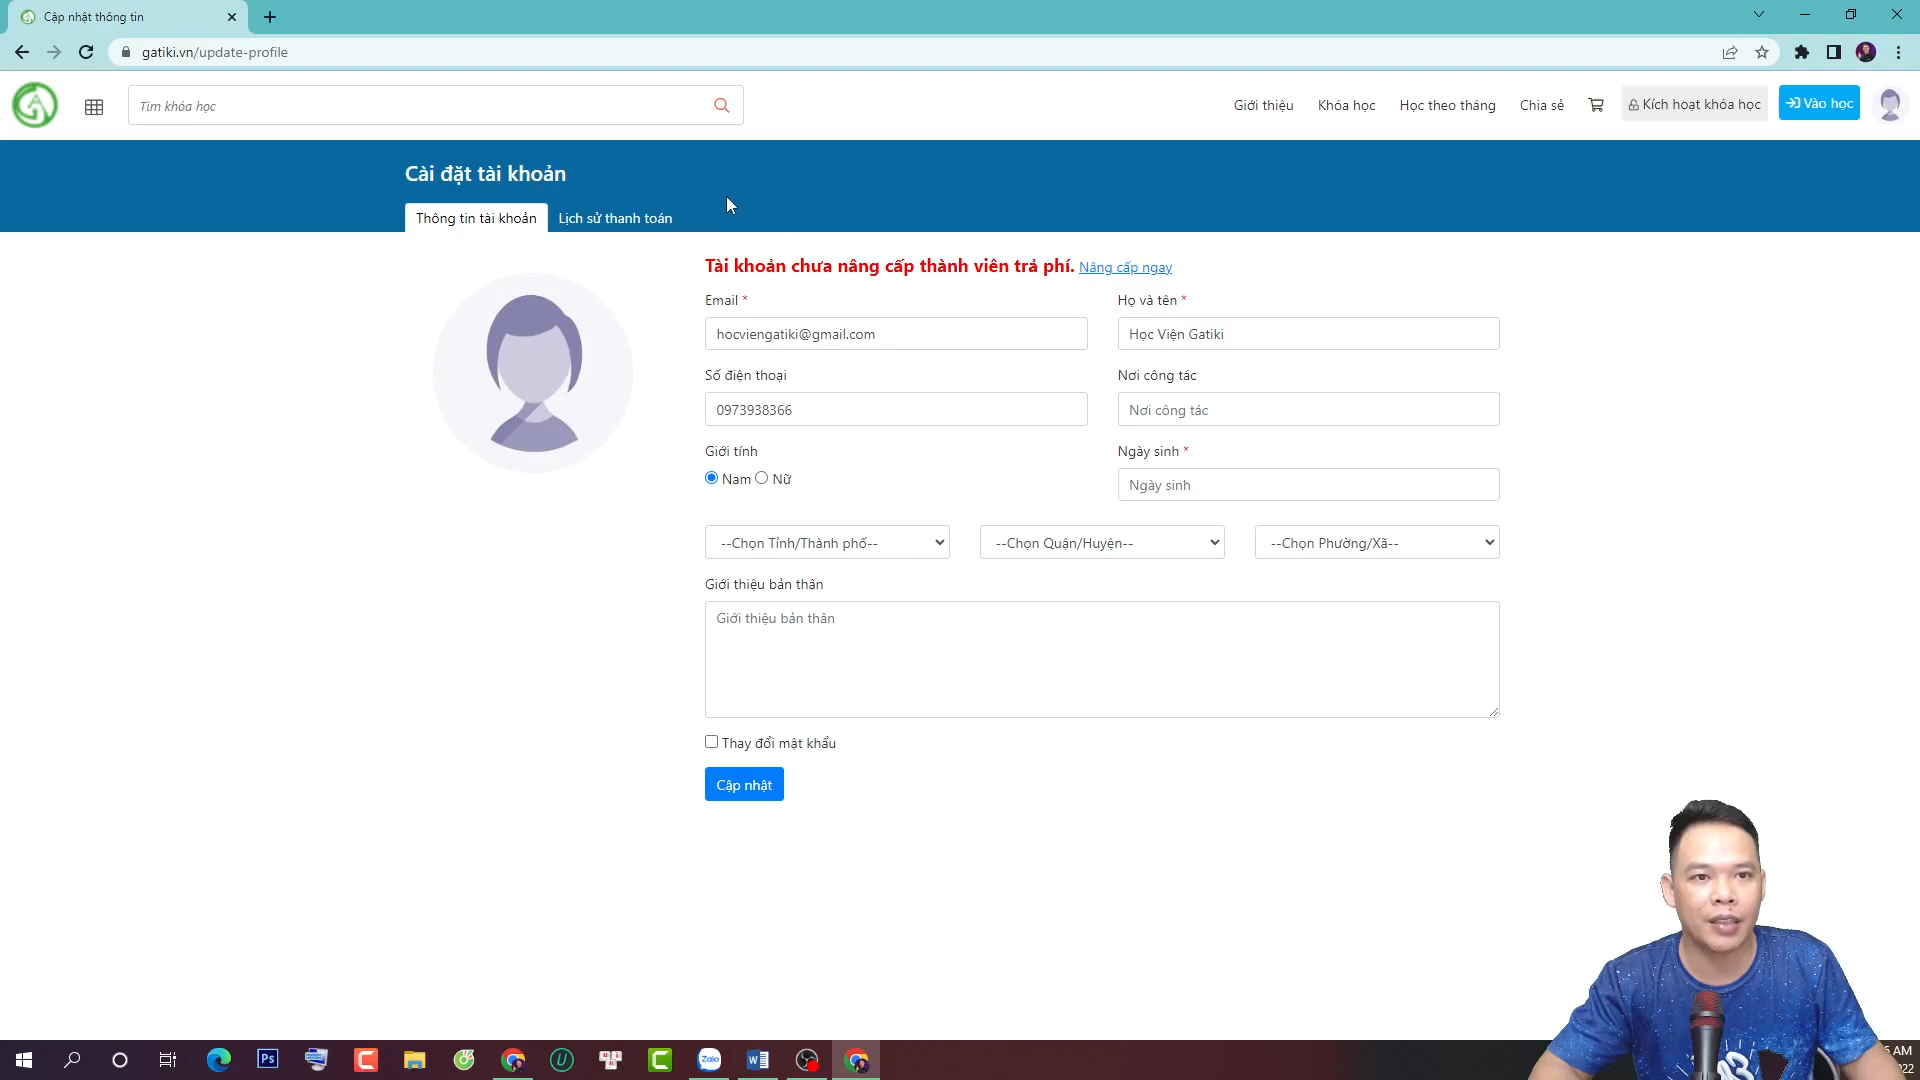 Cập nhật thông tin
gatiki.vn/update-profile
Tìm khóa học
Giới thiệu
Khóa học
Học theo tháng
Chia sẻ
Kích hoạt khóa học
Vào học
Cài đặt tài khoản
Thông tin tài khoản
Lịch sử thanh toán
Tài khoản chưa nâng cấp thành viên trả phí. Nâng cấp ngay
Email *
Họ và tên *
hocviengatiki@gmail.com
Học Viện Gatiki
Số điện thoại
Nơi công tác
0973938366
Nơi công tác
Giới tính
Ngày sinh *
Nam
Nữ
Ngày sinh
--Chọn Tỉnh/Thành phố--
--Chọn Quận/Huyện--
--Chọn Phường/Xã--
Giới thiệu bản thân
Giới thiệu bản thân
Thay đổi mật khẩu
Cập nhật
Ps
Zalo
AM